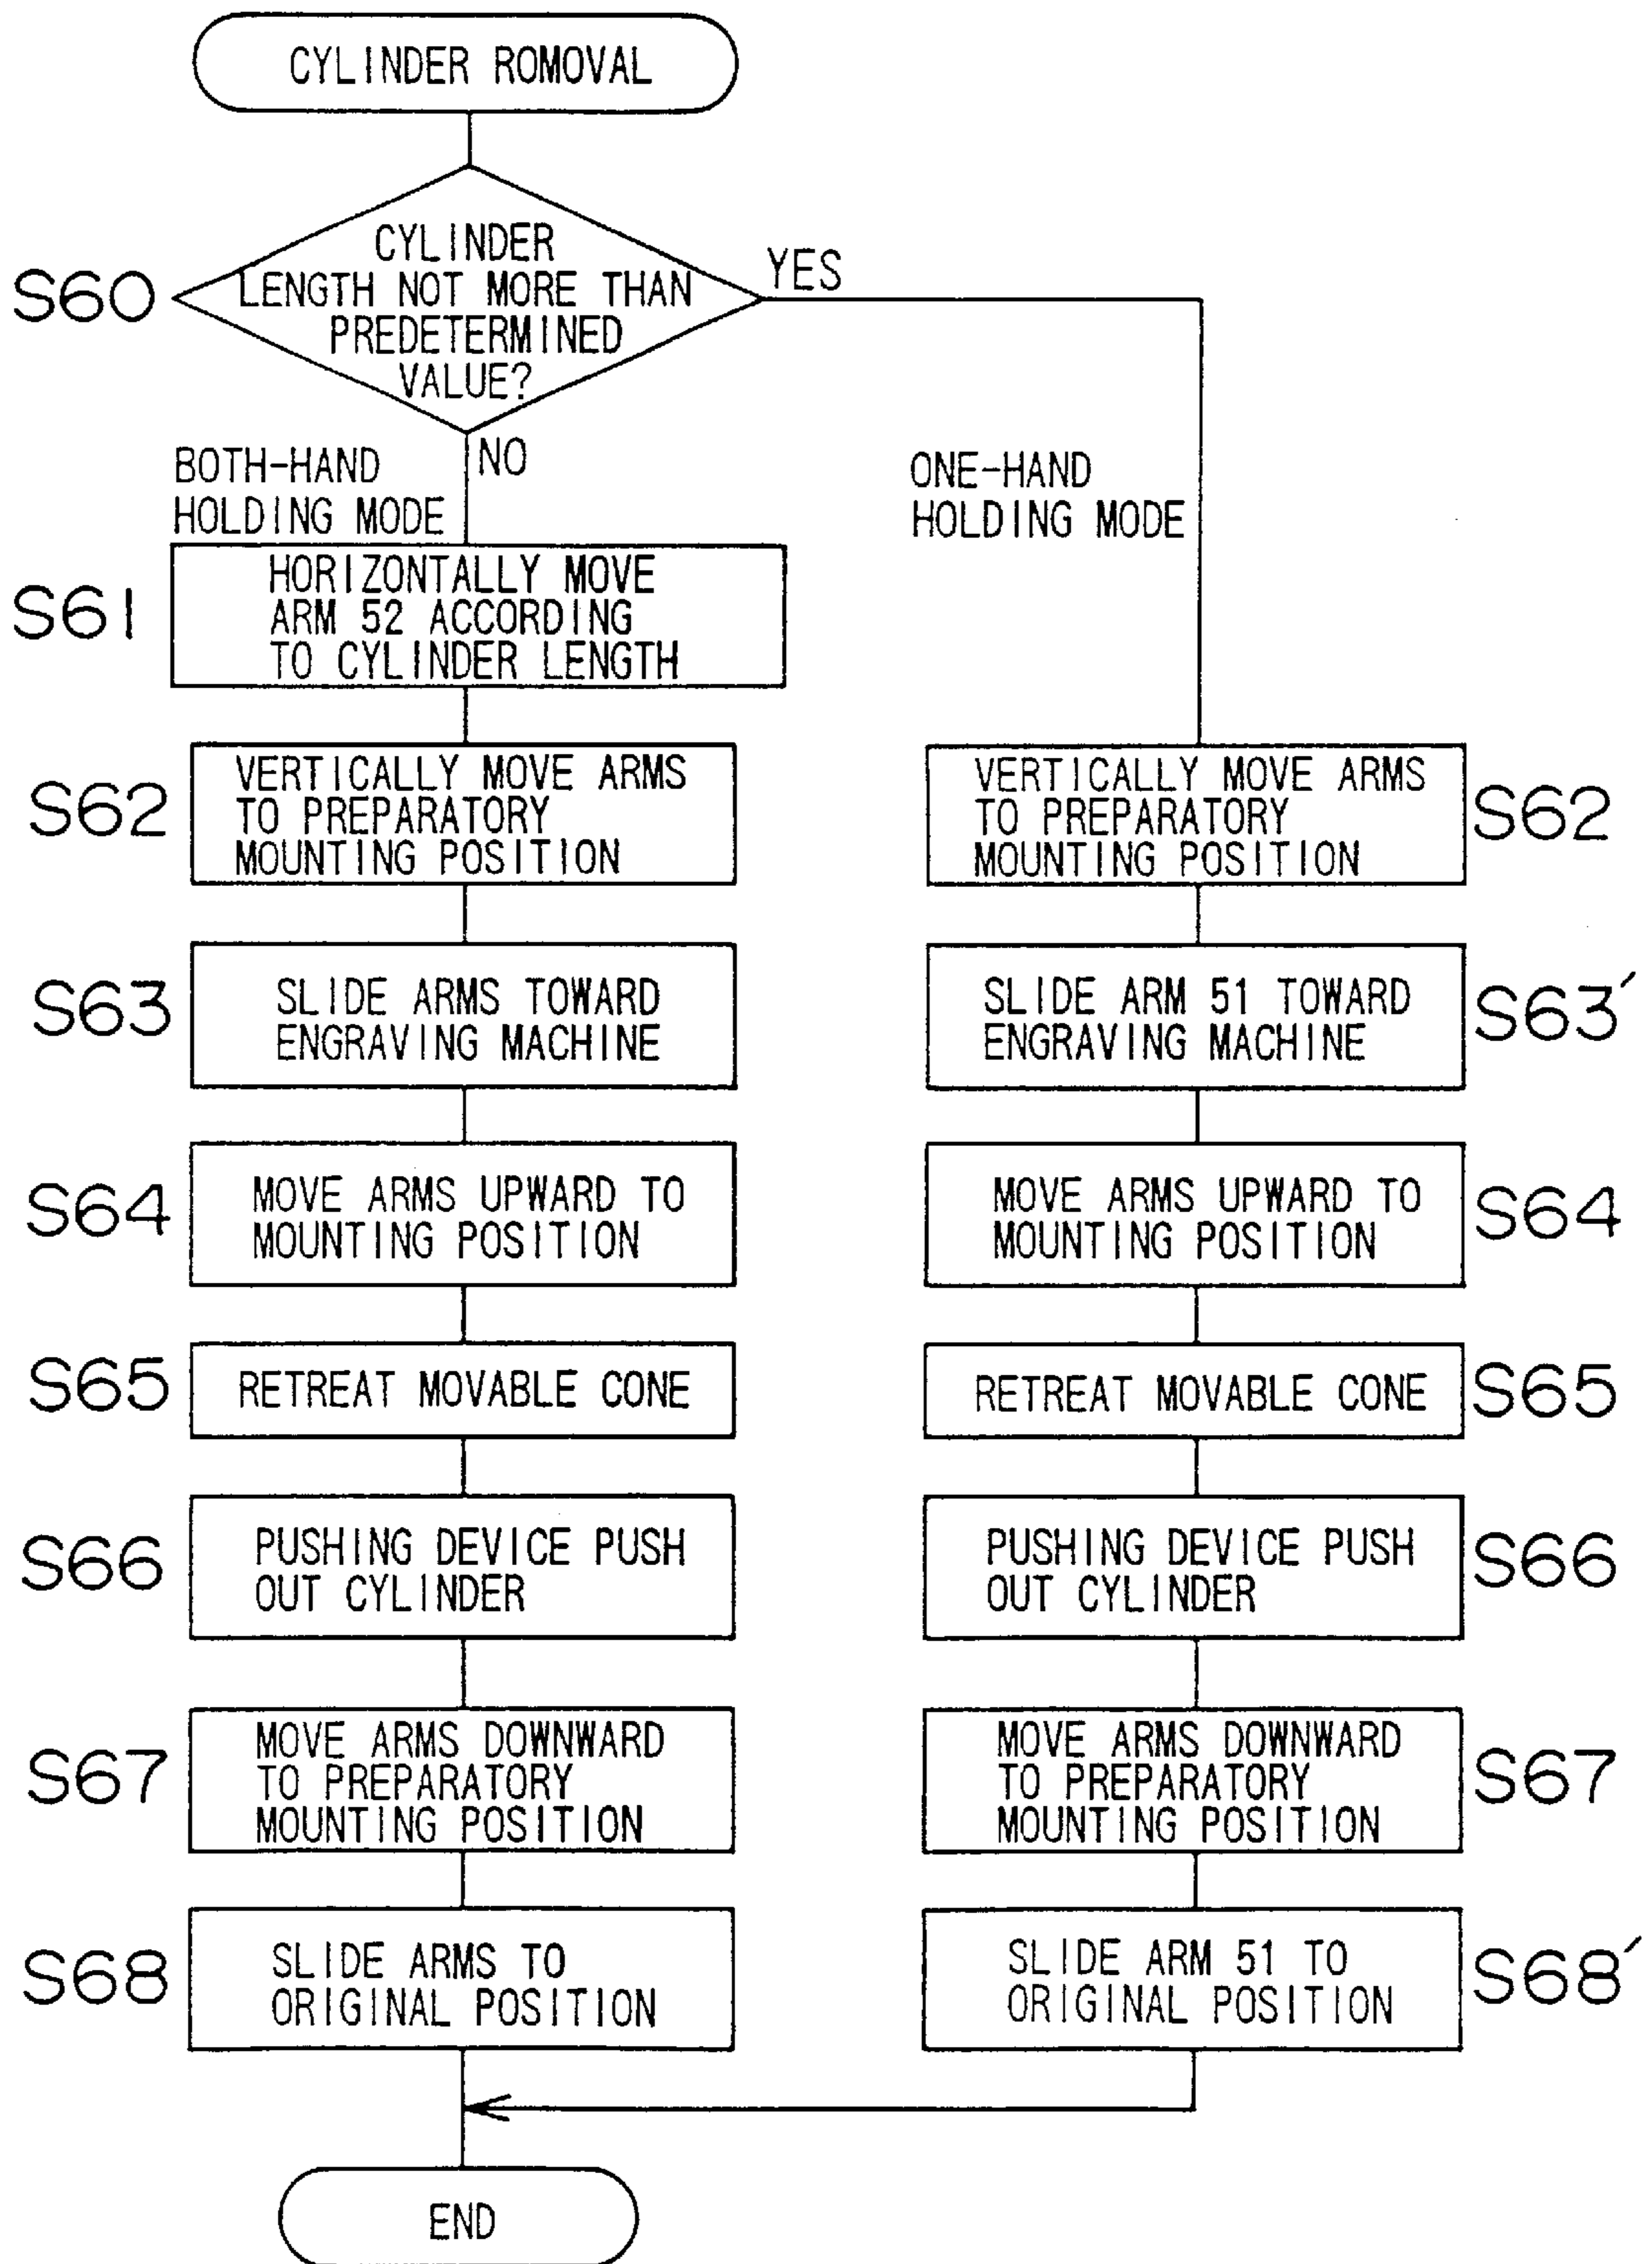 CYLINDER ROMOVAL
S60
CYLINDER
LENGTH NOT MORE THAN
PREDETERMINED
VALUE?
YES
NO
BOTH-HAND
HOLDING MODE
ONE-HAND
HOLDING MODE
S61
HORIZONTALLY MOVE
ARM 52 ACCORDING
TO CYLINDER LENGTH
S62
VERTICALLY MOVE ARMS
TO PREPARATORY
MOUNTING POSITION
VERTICALLY MOVE ARMS
TO PREPARATORY
MOUNTING POSITION
S62
S63
SLIDE ARMS TOWARD
ENGRAVING MACHINE
SLIDE ARM 51 TOWARD
ENGRAVING MACHINE
S63′
S64
MOVE ARMS UPWARD TO
MOUNTING POSITION
MOVE ARMS UPWARD TO
MOUNTING POSITION
S64
S65
RETREAT MOVABLE CONE
RETREAT MOVABLE CONE
S65
S66
PUSHING DEVICE PUSH
OUT CYLINDER
PUSHING DEVICE PUSH
OUT CYLINDER
S66
S67
MOVE ARMS DOWNWARD
TO PREPARATORY
MOUNTING POSITION
MOVE ARMS DOWNWARD
TO PREPARATORY
MOUNTING POSITION
S67
S68
SLIDE ARMS TO
ORIGINAL POSITION
SLIDE ARM 51 TO
ORIGINAL POSITION
S68′
END